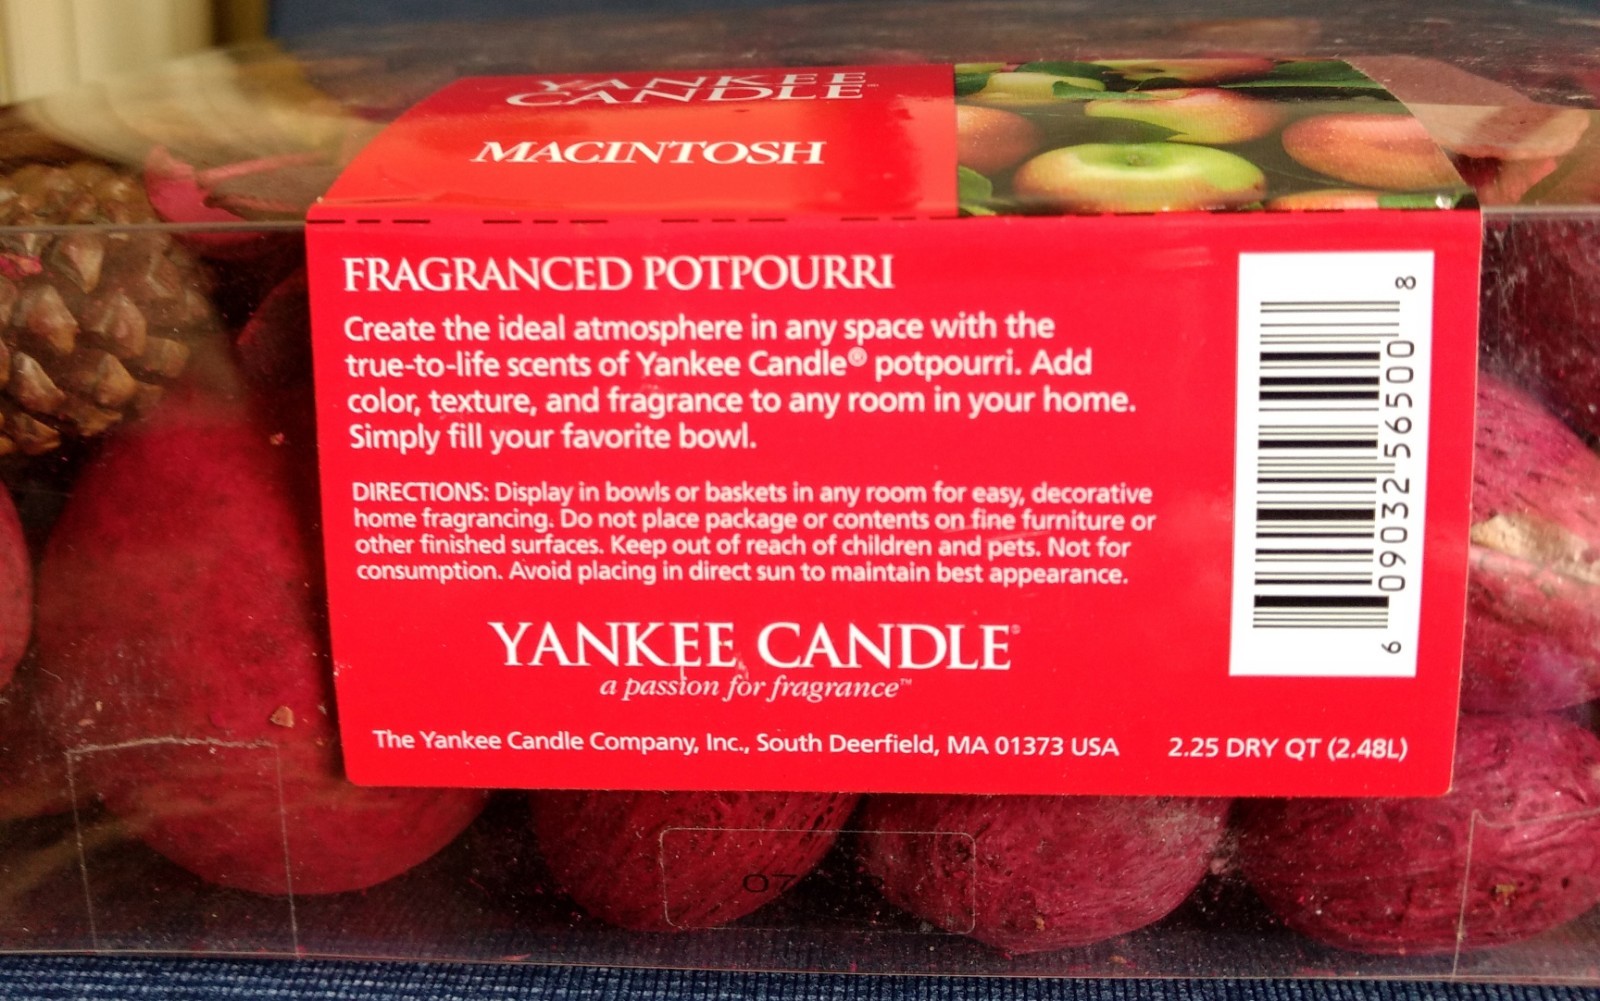 YANKEE
CANDLE
MACINTOSH
FRAGRANCED POTPOURRI
Create the ideal atmosphere in any space with the
true-to-life scents of Yankee Candle® potpourri. Add
color, texture, and fragrance to any room in your home.
Simply fill your favorite bowl.
DIRECTIONS: Display in bowls or baskets in any room for easy, decorative
home fragrancing. Do not place package or contents on fine furniture or
other finished surfaces. Keep out of reach of children and pets. Not for
consumption. Avoid placing in direct sun to maintain best appearance.
YANKEE CANDLE®
a passion for fragrance™
The Yankee Candle Company, Inc., South Deerfield, MA 01373 USA
2.25 DRY QT (2.48L)
6 09032 56500 8